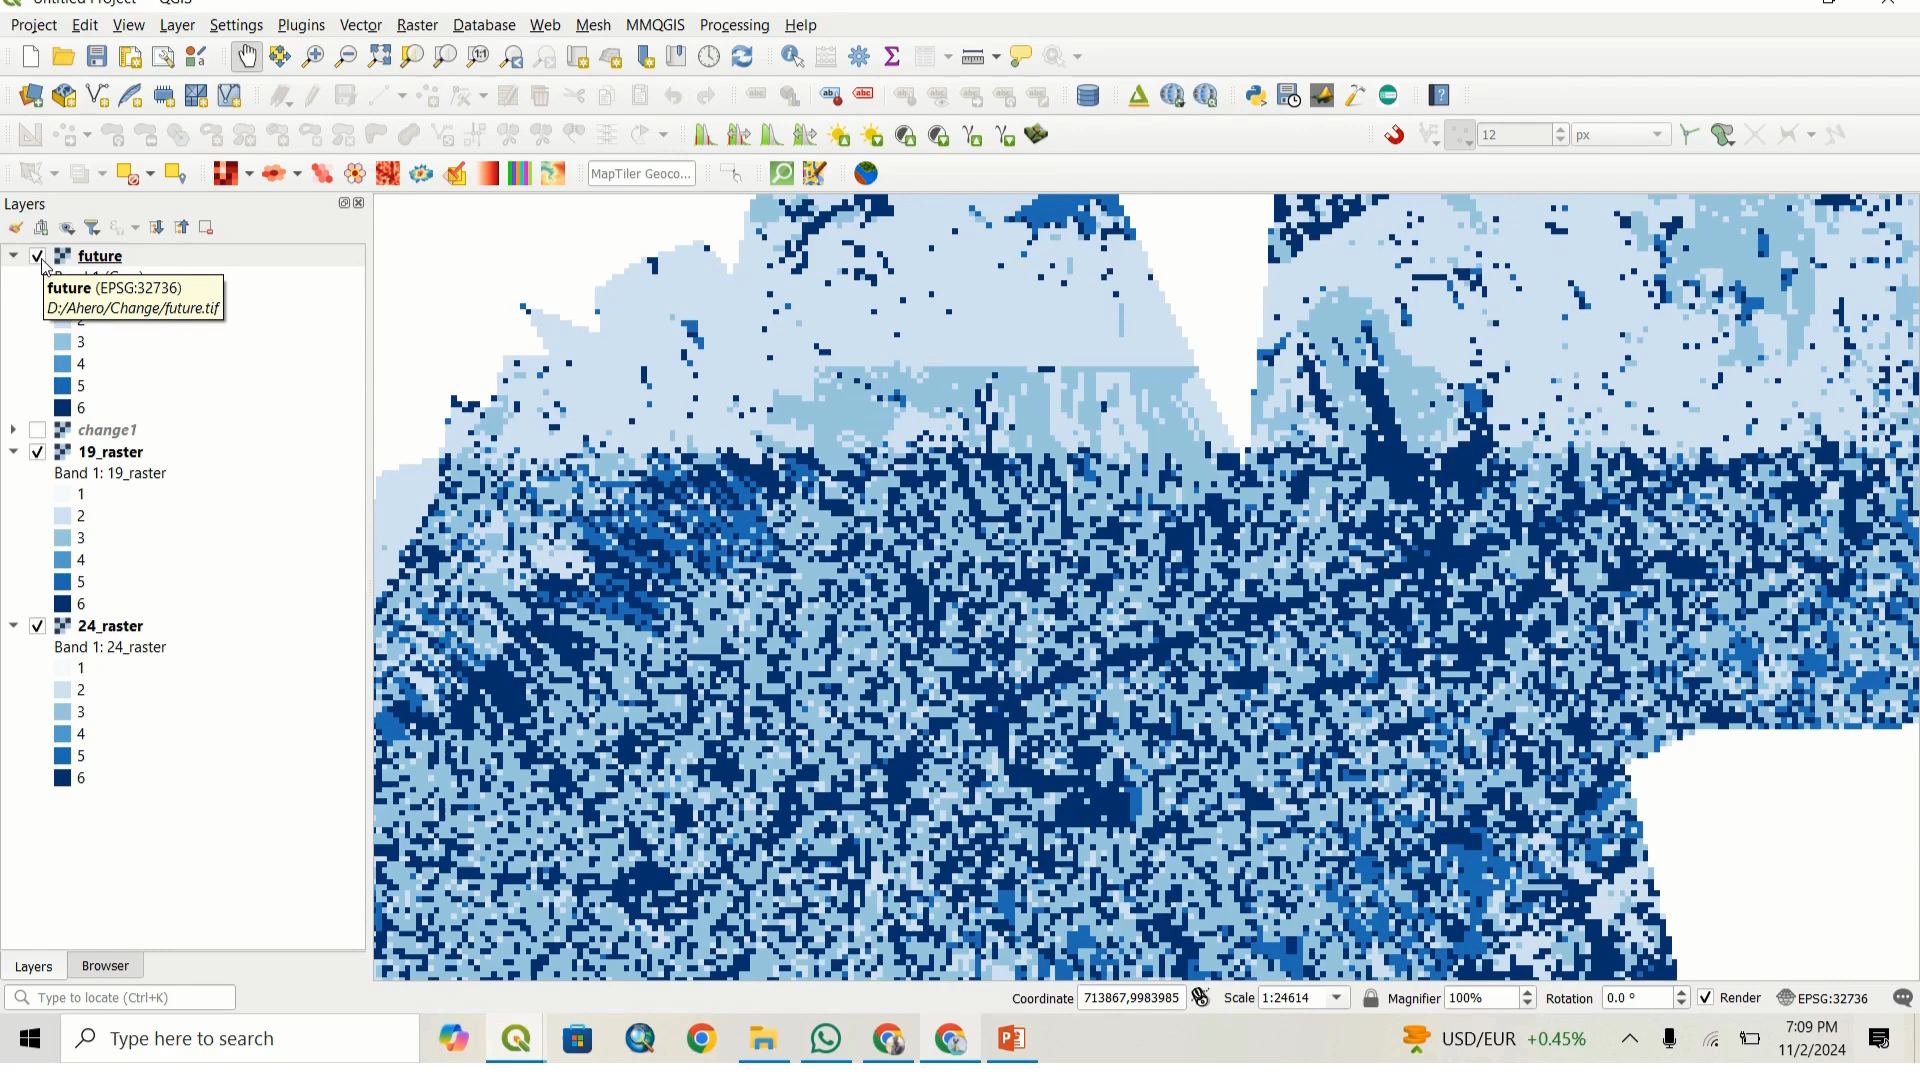 Project Edit View Layer Settings Plugins Vector Raster Database Web Mesh MMQGIS Processing Help
12 px
MapTiler Geoco...
Layers
future
future (EPSG:32736)
D:/Ahero/Change/future.tif
3
4
5
6
change1
19_raster
Band 1: 19_raster
1
2
3
4
5
6
24_raster
Band 1: 24_raster
1
2
3
4
5
6
Layers Browser
Type to locate (Ctrl+K)
Coordinate 713867,9983985 Scale 1:24614 Magnifier 100% Rotation 0.0 ° Render EPSG:32736
Type here to search
USD/EUR +0.45%
7:09 PM
11/2/2024